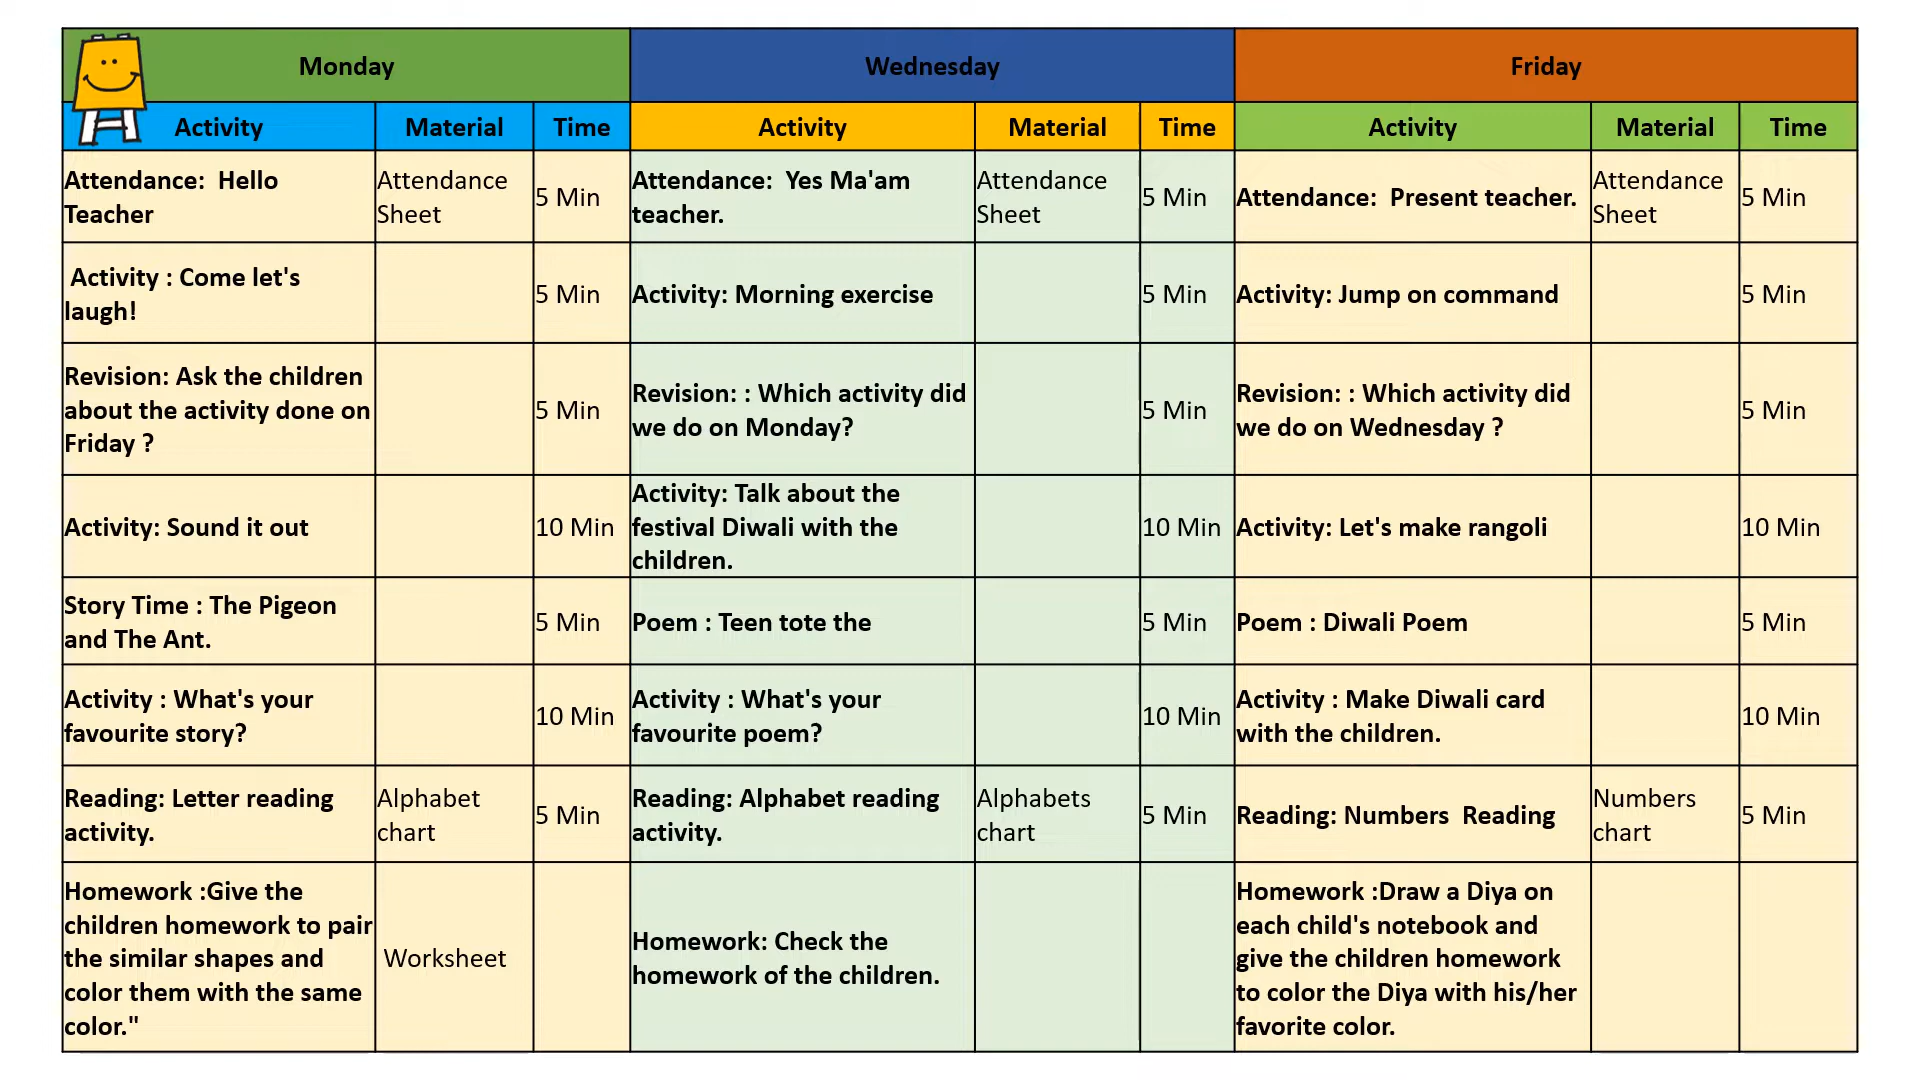 Monday
Wednesday
Friday
Activity
Material
Time
Activity
Material
Time
Activity
Material
Time
Attendance:  Hello
Teacher
Attendance
Sheet
5 Min
Attendance:  Yes Ma'am
teacher.
Attendance
Sheet
5 Min
Attendance:  Present teacher.
Attendance
Sheet
5 Min
Activity : Come let's
laugh!
5 Min
Activity: Morning exercise
5 Min
Activity: Jump on command
5 Min
Revision: Ask the children
about the activity done on
Friday ?
5 Min
Revision: : Which activity did
we do on Monday?
5 Min
Revision: : Which activity did
we do on Wednesday ?
5 Min
Activity: Sound it out
10 Min
Activity: Talk about the
festival Diwali with the
children.
10 Min
Activity: Let's make rangoli
10 Min
Story Time : The Pigeon
and The Ant.
5 Min
Poem : Teen tote the
5 Min
Poem : Diwali Poem
5 Min
Activity : What's your
favourite story?
10 Min
Activity : What's your
favourite poem?
10 Min
Activity : Make Diwali card
with the children.
10 Min
Reading: Letter reading
activity.
Alphabet
chart
5 Min
Reading: Alphabet reading
activity.
Alphabets
chart
5 Min
Reading: Numbers  Reading
Numbers
chart
5 Min
Homework :Give the
children homework to pair
the similar shapes and
color them with the same
color."
Worksheet
Homework: Check the
homework of the children.
Homework :Draw a Diya on
each child's notebook and
give the children homework
to color the Diya with his/her
favorite color.